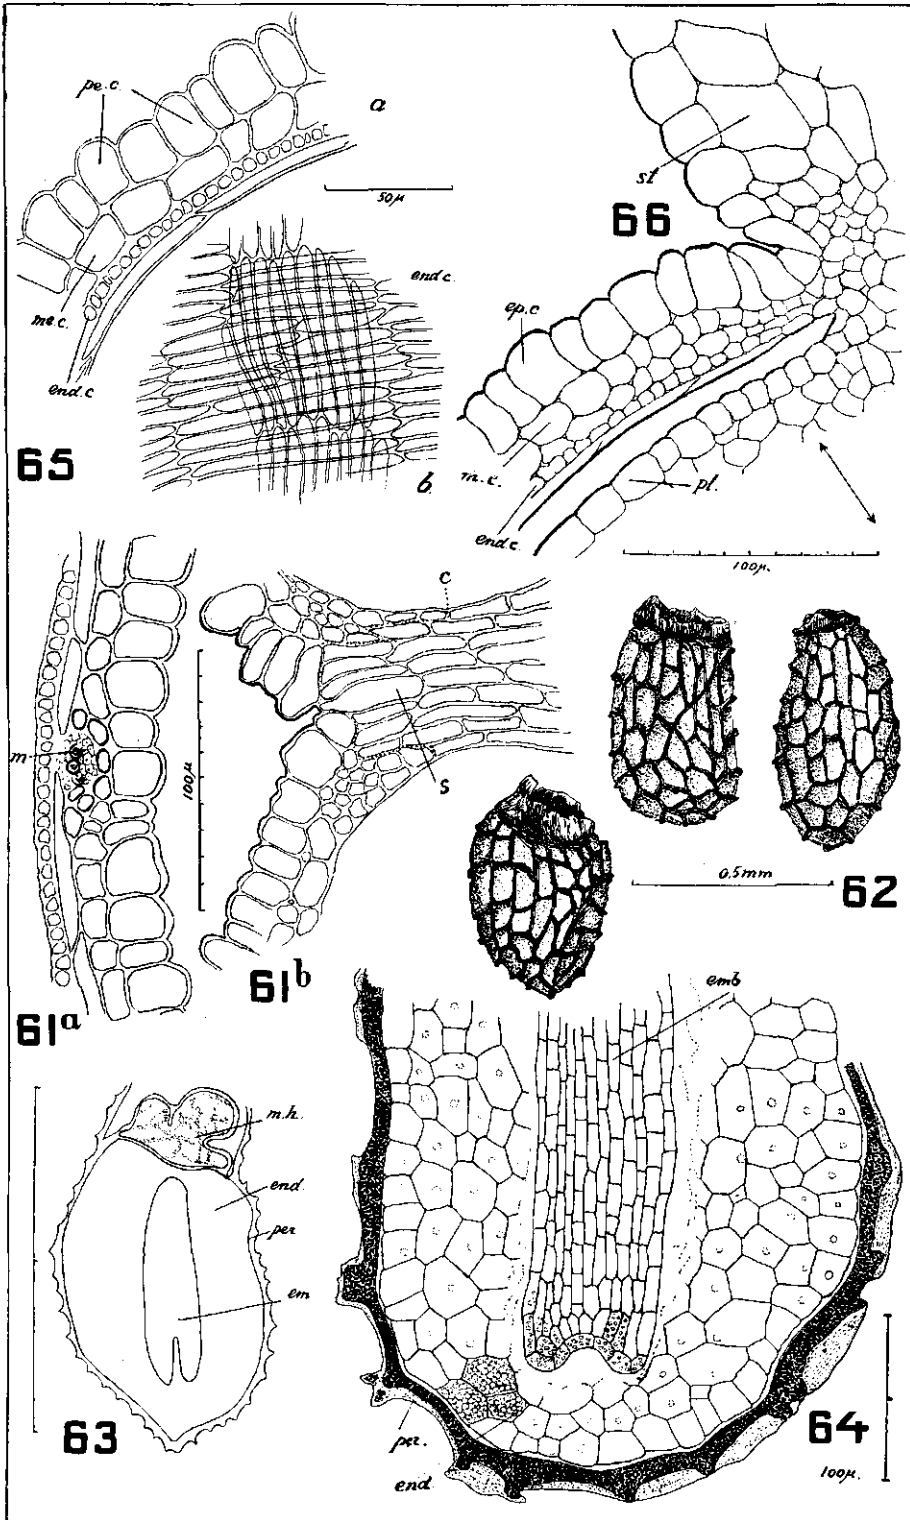 pe.c.
a
50μ
me.c.
end.c
end.c.
b.
65
st
66
ep.c
m.c.
end.c.
pl.
100μ.
m
100μ
61a
c
s
61b
0.5mm
62
m.h.
end.
per
em
63
emb
per.
end.
64
100μ.